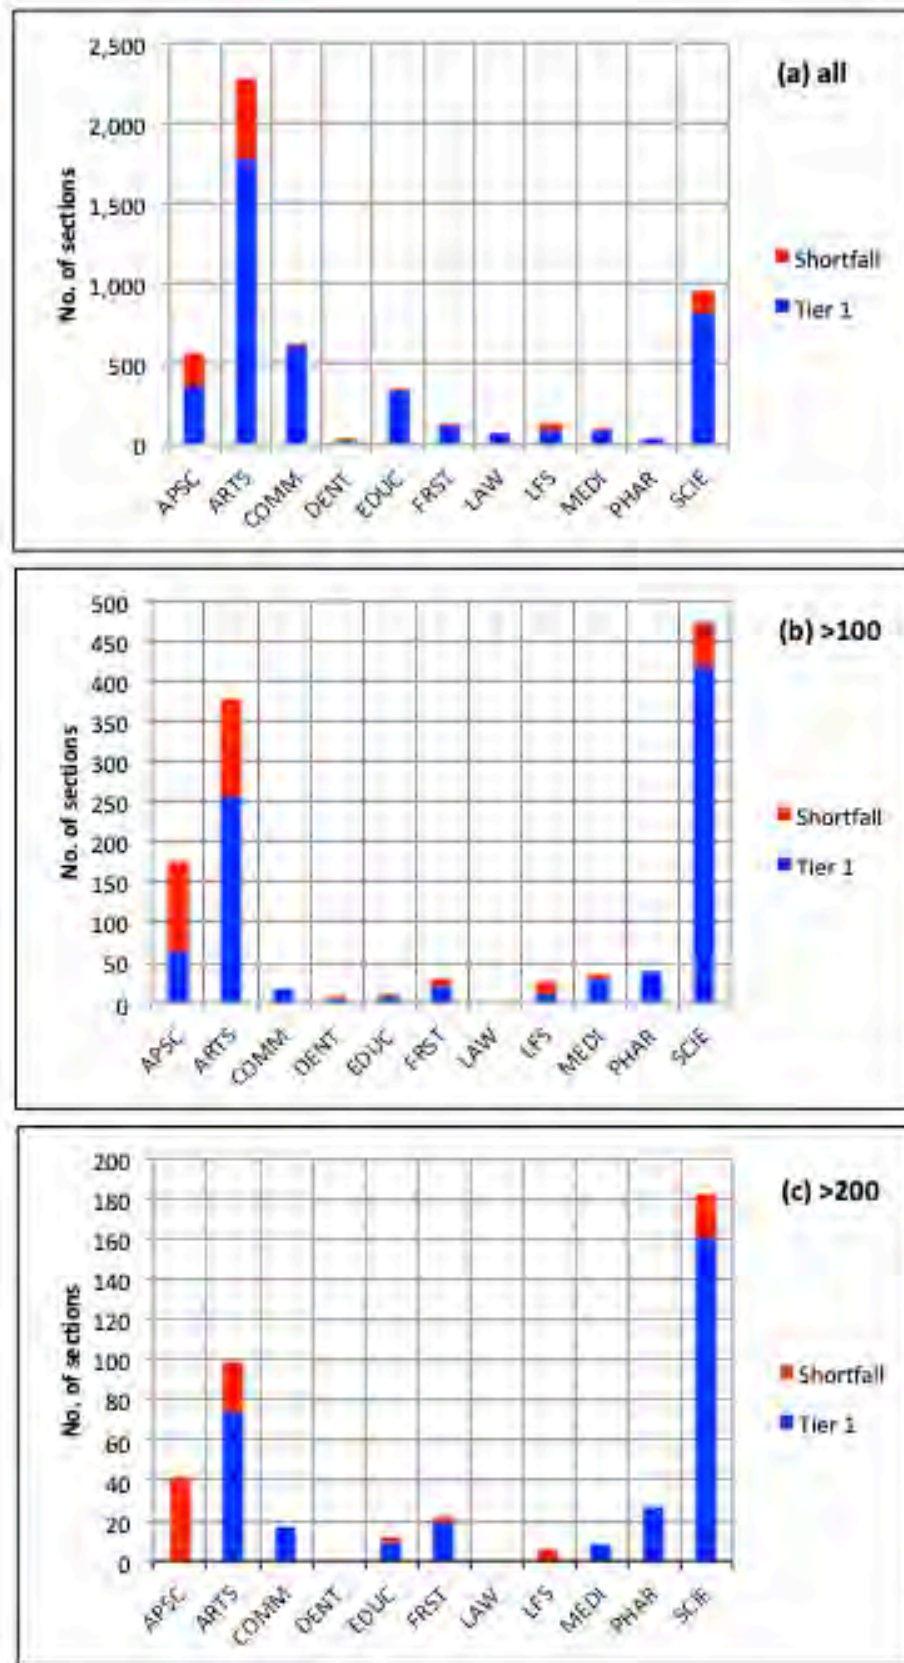 (a) all
No. of sections
2,500
2,000
1,500
1,000
500
0
APSC
ARTS
COMM
DENT
EDUC
FRST
LAW
LFS
MEDI
PHAR
SCIE
Shortfall
Tier 1
(b) >100
No. of sections
500
450
400
350
300
250
200
150
100
50
0
APSC
ARTS
COMM
DENT
EDUC
FRST
LAW
LFS
MEDI
PHAR
SCIE
Shortfall
Tier 1
(c) >200
No. of sections
200
180
160
140
120
100
80
60
40
20
0
APSC
ARTS
COMM
DENT
EDUC
FRST
LAW
LFS
MEDI
PHAR
SCIE
Shortfall
Tier 1